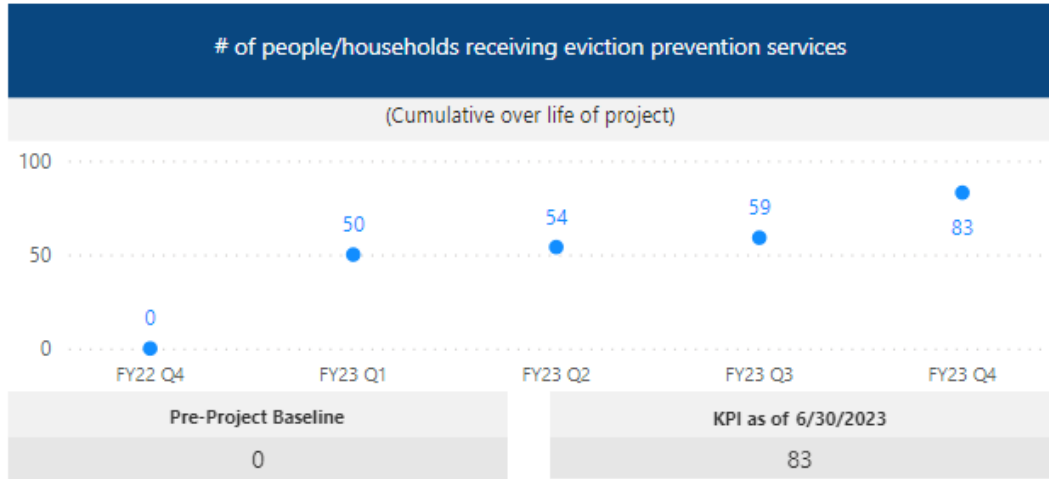 # of people/households receiving eviction prevention services
(Cumulative over life of project)
100
50
0
0
50
54
59
83
FY22 Q4
FY23 Q1
FY23 Q2
FY23 Q3
FY23 Q4
Pre-Project Baseline
KPI as of 6/30/2023
0
83